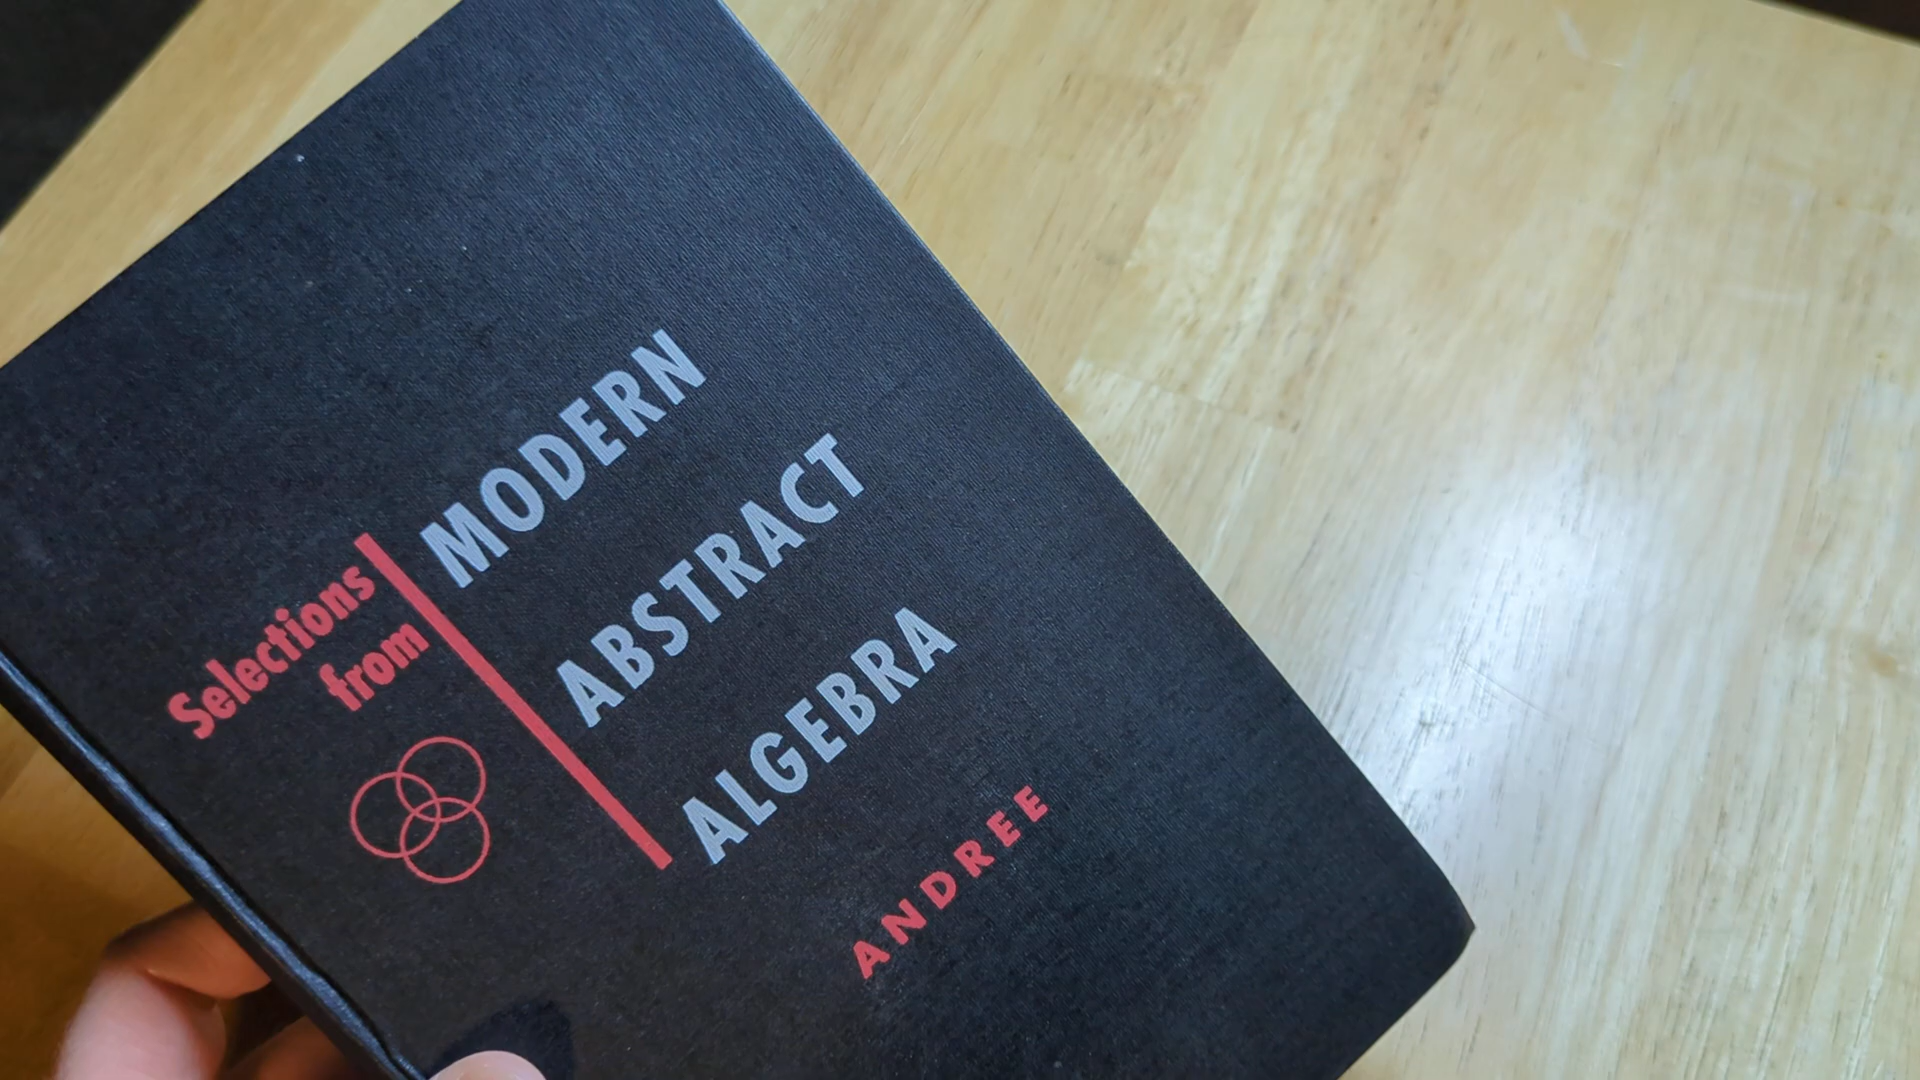 Selections
from
MODERN
ABSTRACT
ALGEBRA
ANDREE